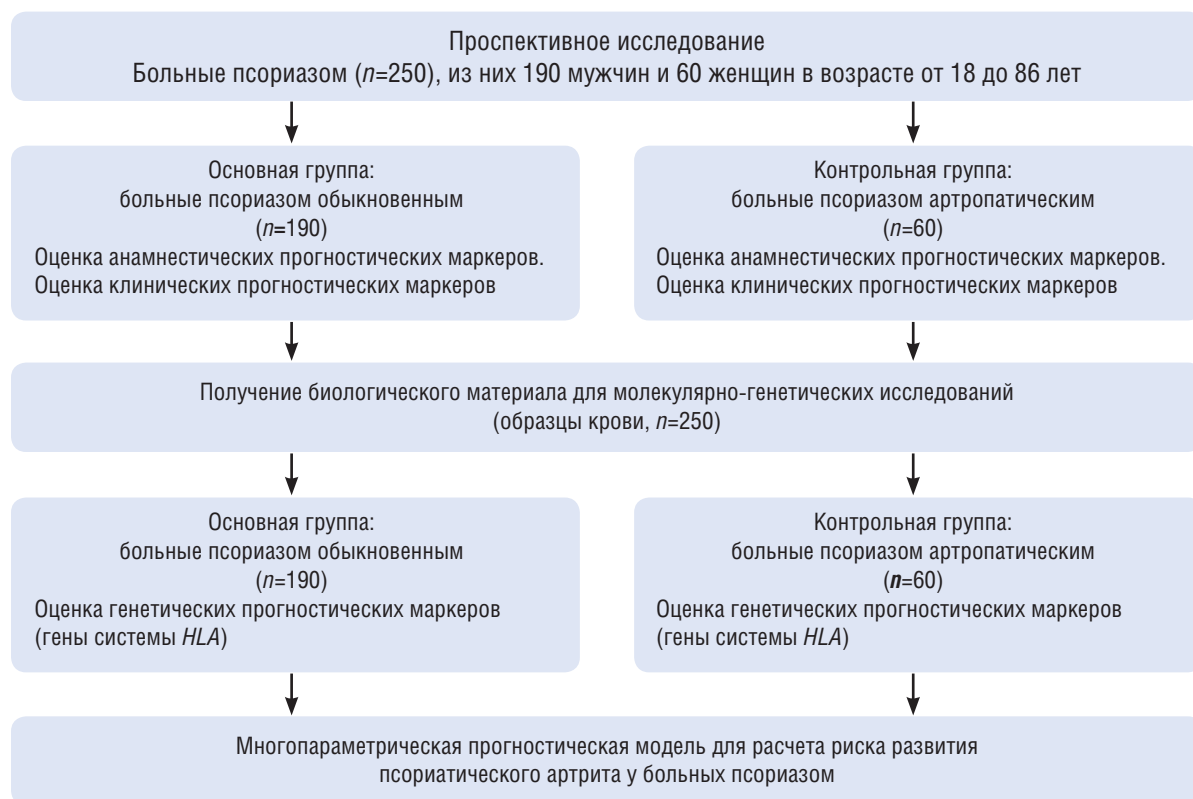 Проспективное исследование
Больные псориазом (n=250), из них 190 мужчин и 60 женщин в возрасте от 18 до 86 лет
Основная группа:
больные псориазом обыкновенным
(n=190)
Оценка анамнестических прогностических маркеров.
Оценка клинических прогностических маркеров
Контрольная группа:
больные псориазом артропатическим
(n=60)
Оценка анамнестических прогностических маркеров.
Оценка клинических прогностических маркеров
Получение биологического материала для молекулярно-генетических исследований
(образцы крови, n=250)
Основная группа:
больные псориазом обыкновенным
(n=190)
Оценка генетических прогностических маркеров
(гены системы HLA)
Контрольная группа:
больные псориазом артропатическим
(n=60)
Оценка генетических прогностических маркеров
(гены системы HLA)
Многопараметрическая прогностическая модель для расчета риска развития
псориатического артрита у больных псориазом